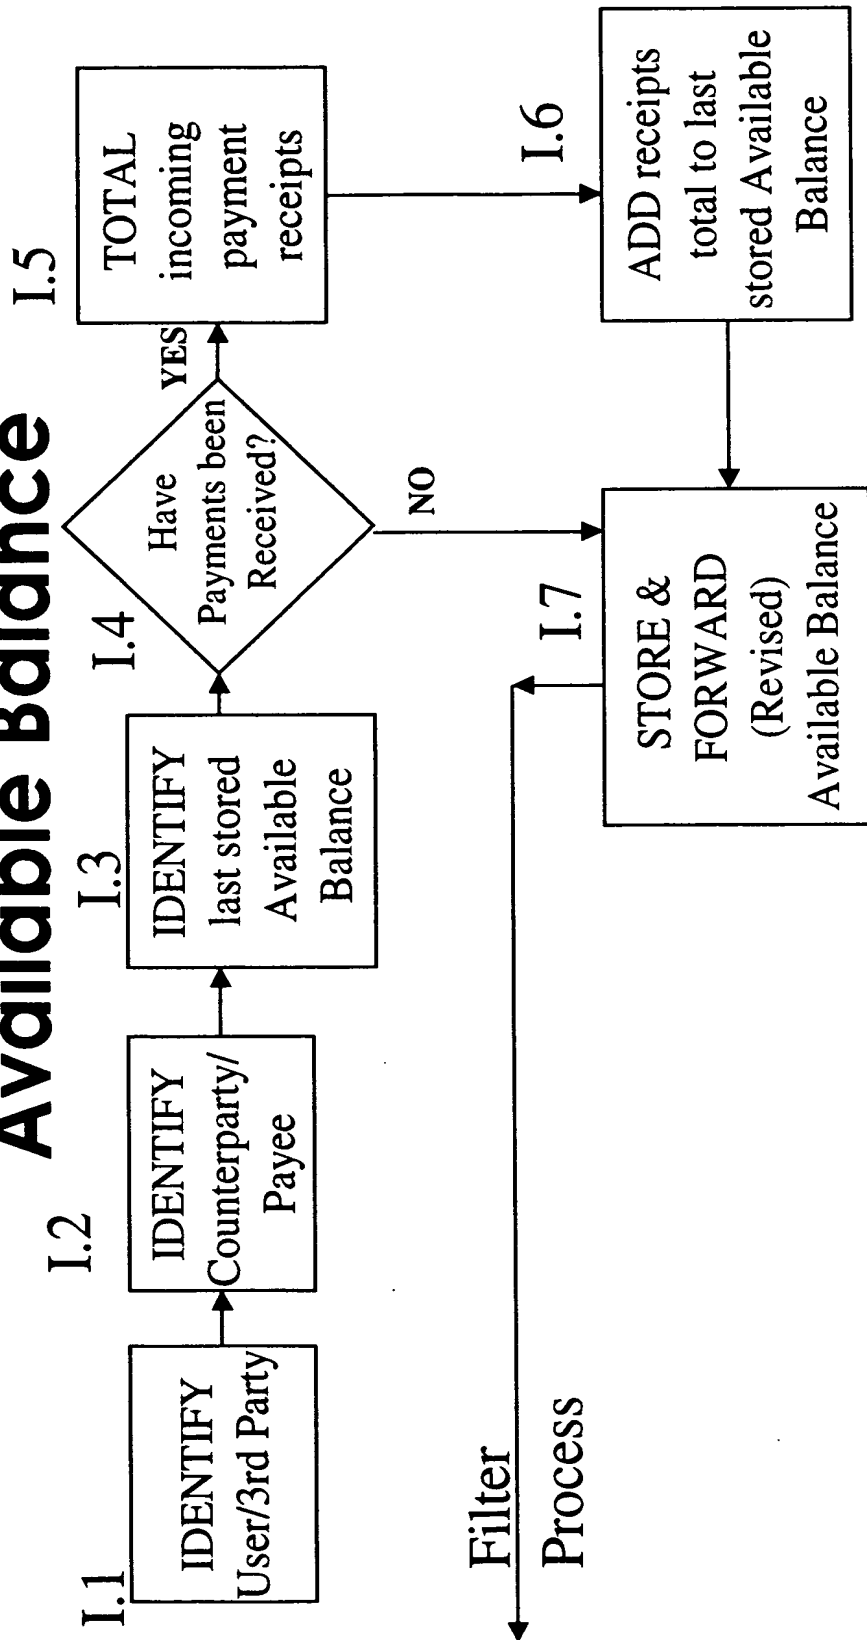 Available Balance
I.1
IDENTIFY
User/3rd Party
I.2
IDENTIFY
Counterparty/
Payee
I.3
IDENTIFY
last stored
Available
Balance
I.4
Have
Payments been
Received?
YES
NO
I.5
TOTAL
incoming
payment
receipts
I.6
ADD receipts
total to last
stored Available
Balance
I.7
STORE &
FORWARD
(Revised)
Available Balance
Filter
Process